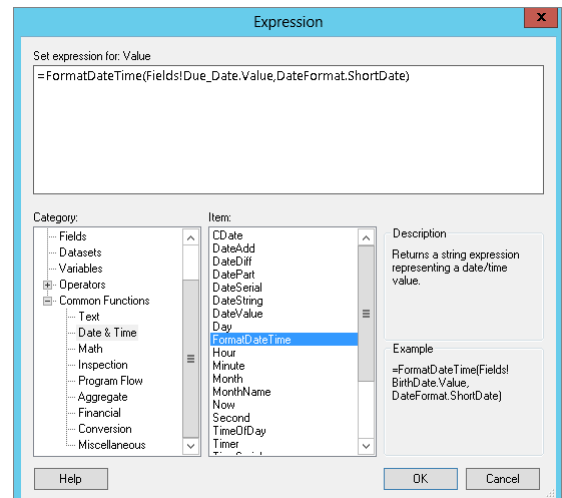 Expression
x
Set expression for: Value
=FormatDateTime(Fields!Due_Date.Value,DateFormat.ShortDate)
Category:
Fields
Datasets
Variables
Operators
Common Functions
Text
Date & Time
Math
Inspection
Program Flow
Aggregate
Financial
Conversion
Miscellaneous
Item:
CDate
DateAdd
DateDiff
DatePart
DateSerial
DateString
DateValue
Day
FormatDateTime
Hour
Minute
Month
MonthName
Now
Second
TimeOfDay
Timer
Description
Returns a string expression
representing a date/time
value.
Example
=FormatDateTime(Fields!
BirthDate.Value,
DateFormat.ShortDate)
Help
OK
Cancel